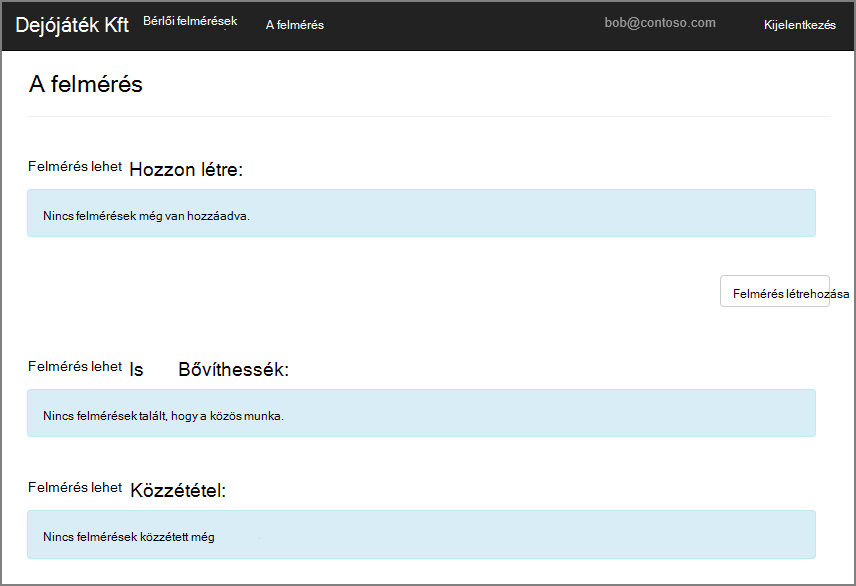 Dejójáték Kft Bérlői felmérések A felmérés bob@contoso.com Kijelentkezés
A felmérés
Felmérés lehet Hozzon létre:
Nincs felmérések még van hozzáadva.
Felmérés létrehozása
Felmérés lehet Is Bővíthessék:
Nincs felmérések talált, hogy a közös munka.
Felmérés lehet Közzététel:
Nincs felmérések közzétett még